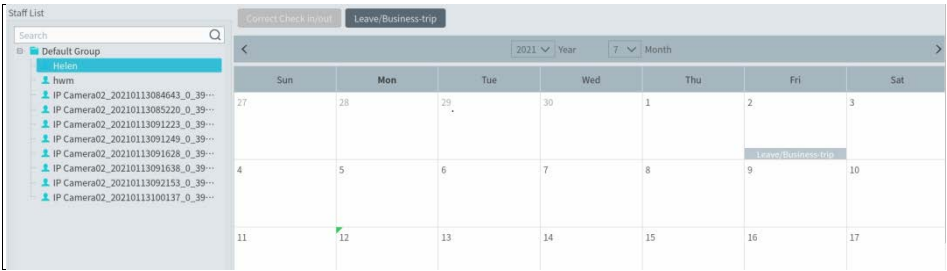 Staff List
Correct Check in/out
Leave/Business-trip
Search
2021 Year 7 Month
Default Group
Helen
hwm
IP Camera02_20210113084643_0_39···
IP Camera02_20210113085220_0_39···
IP Camera02_20210113091223_0_39···
IP Camera02_20210113091249_0_39···
IP Camera02_20210113091628_0_39···
IP Camera02_20210113091638_0_39···
IP Camera02_20210113092153_0_39···
IP Camera02_20210113100137_0_39···
Sun Mon Tue Wed Thu Fri Sat
27 28 29 30 1 2 3
Leave/Business-trip
4 5 6 7 8 9 10
11 12 13 14 15 16 17